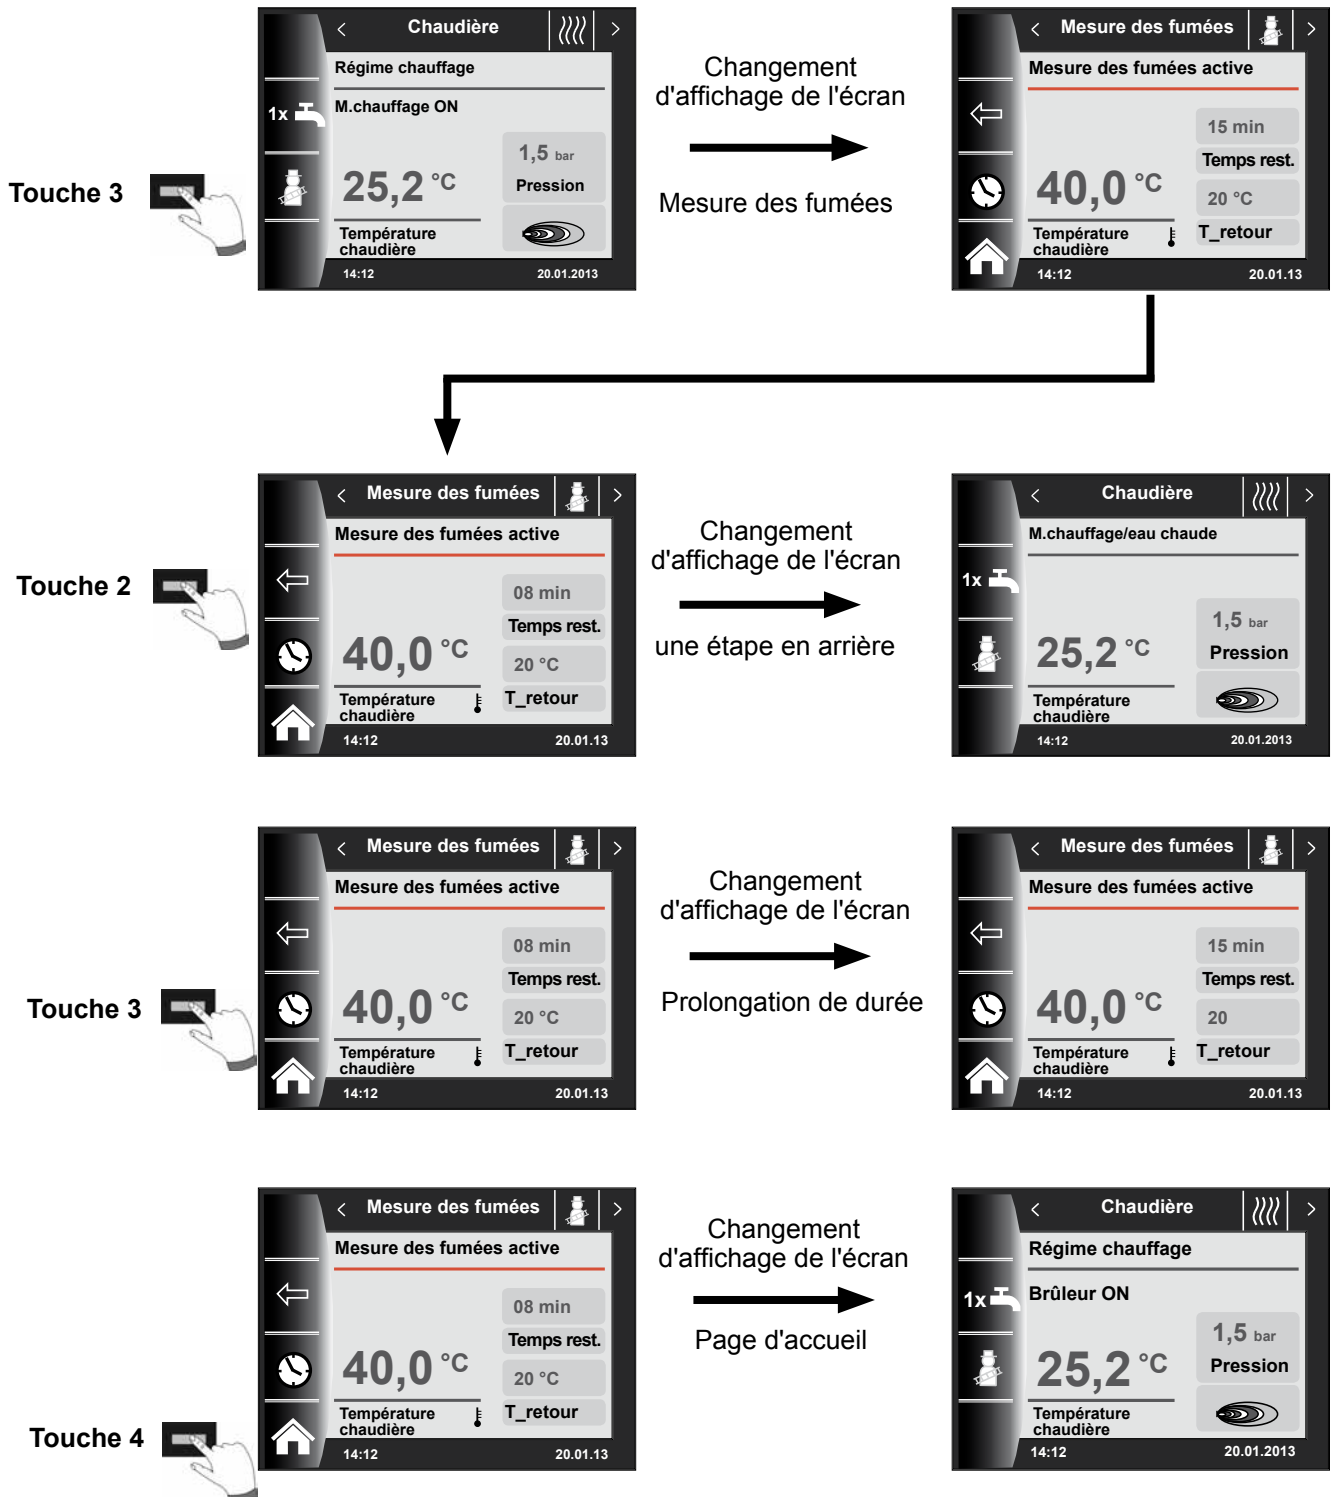 Touche 3
< Chaudière >
Régime chauffage
M.chauffage ON
1x
1,5 bar
Pression
25,2 °C
Température
chaudière
14:12 20.01.2013
Changement
d'affichage de l'écran
Mesure des fumées
< Mesure des fumées >
Mesure des fumées active
15 min
Temps rest.
40,0 °C
20 °C
T_retour
Température
chaudière
14:12 20.01.13
Touche 2
< Mesure des fumées >
Mesure des fumées active
08 min
Temps rest.
40,0 °C
20 °C
T_retour
Température
chaudière
14:12 20.01.13
Changement
d'affichage de l'écran
une étape en arrière
< Chaudière >
M.chauffage/eau chaude
1x
1,5 bar
Pression
25,2 °C
Température
chaudière
14:12 20.01.2013
Touche 3
< Mesure des fumées >
Mesure des fumées active
08 min
Temps rest.
40,0 °C
20 °C
T_retour
Température
chaudière
14:12 20.01.13
Changement
d'affichage de l'écran
Prolongation de durée
< Mesure des fumées >
Mesure des fumées active
15 min
Temps rest.
40,0 °C
20
T_retour
Température
chaudière
14:12 20.01.13
Touche 4
< Mesure des fumées >
Mesure des fumées active
08 min
Temps rest.
40,0 °C
20 °C
T_retour
Température
chaudière
14:12 20.01.13
Changement
d'affichage de l'écran
Page d'accueil
< Chaudière >
Régime chauffage
Brûleur ON
1x
1,5 bar
Pression
25,2 °C
Température
chaudière
14:12 20.01.2013